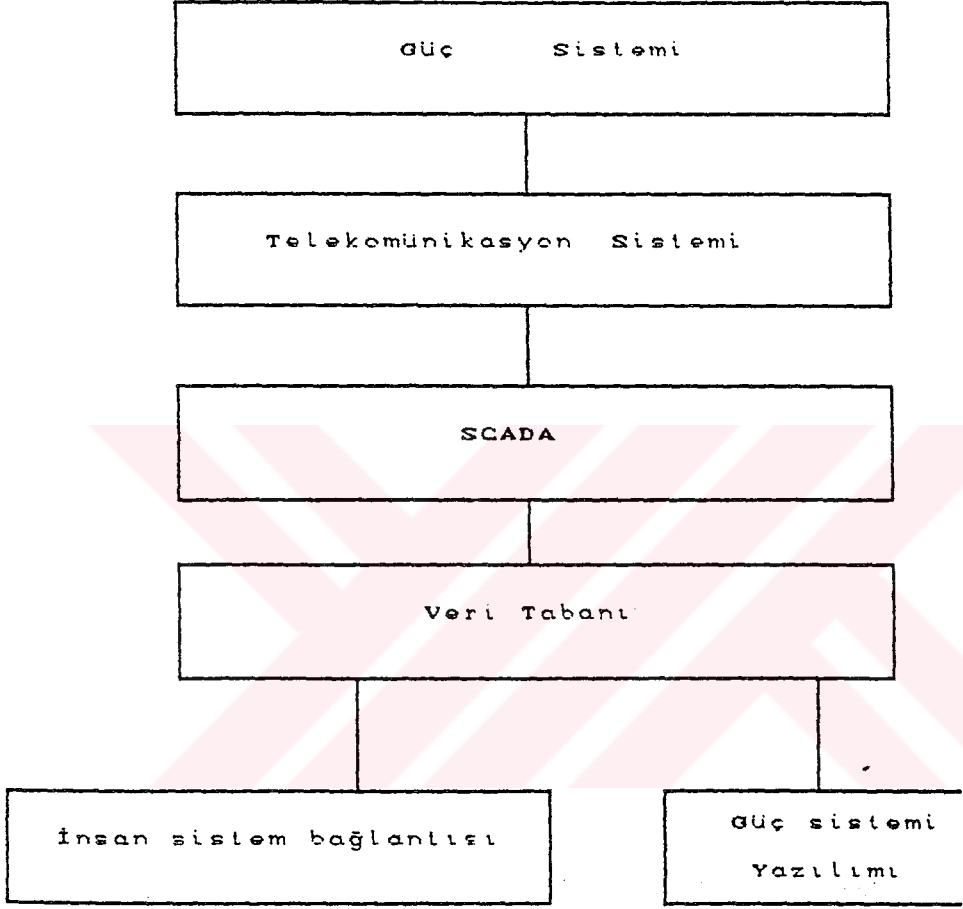 Güç Sistemi
Telekomünikasyon Sistemi
SCADA
Veri Tabanı
İnsan sistem bağlantısı
Güç sistemi
Yazılımı